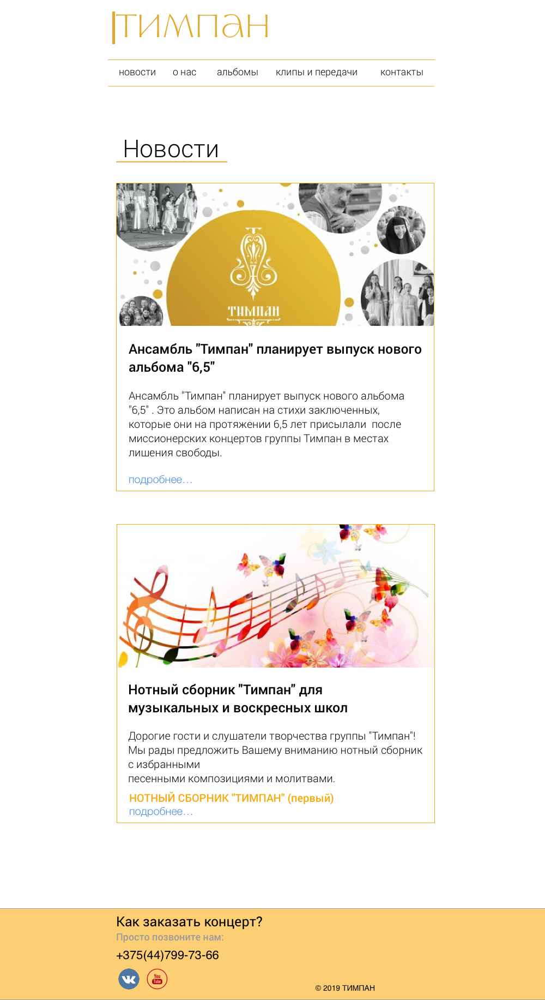 ТИМПАН
новости о нас альбомы клипы и передачи контакты
Новости
ТИМПАН
Ансамбль "Тимпан" планирует выпуск нового
альбома "6,5"
Ансамбль "Тимпан" планирует выпуск нового альбома
"6,5" . Это альбом написан на стихи заключенных,
которые они на протяжении 6,5 лет присылали  после
миссионерских концертов группы Тимпан в местах
лишения свободы.
подробнее...
Нотный сборник "Тимпан" для
музыкальных и воскресных школ
Дорогие гости и слушатели творчества группы "Тимпан"!
Мы рады предложить Вашему вниманию нотный сборник
с избранными
песенными композициями и молитвами.
НОТНЫЙ СБОРНИК "ТИМПАН" (первый)
подробнее...
Как заказать концерт?
Просто позвоните нам:
+375(44)799-73-66
You
Tube
© 2019 ТИМПАН